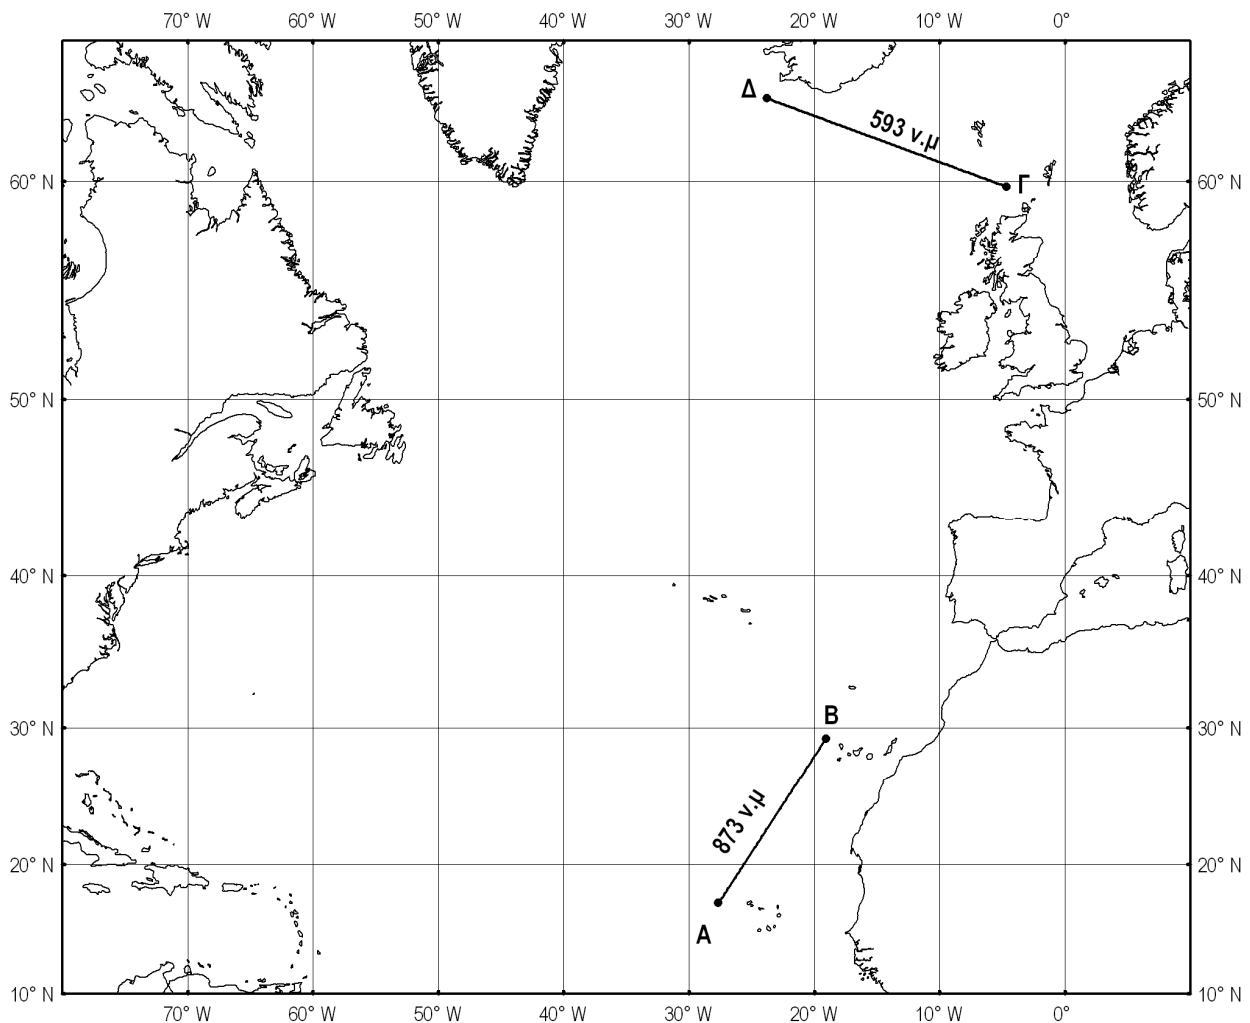 70° W 60° W 50° W 40° W 30° W 20° W 10° W 0°
Δ
593 ν.μ
Γ
60° N 60° N
50° N 50° N
40° N 40° N
B
30° N 30° N
873 ν.μ
20° N 20° N
A
10° N 10° N
70° W 60° W 50° W 40° W 30° W 20° W 10° W 0°